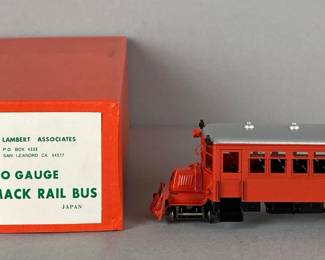 LAMBERT ASSOCIATES
P.O. BOX 4338
SAN LEANDRO CA. 94577
O GAUGE
MACK RAIL BUS
JAPAN